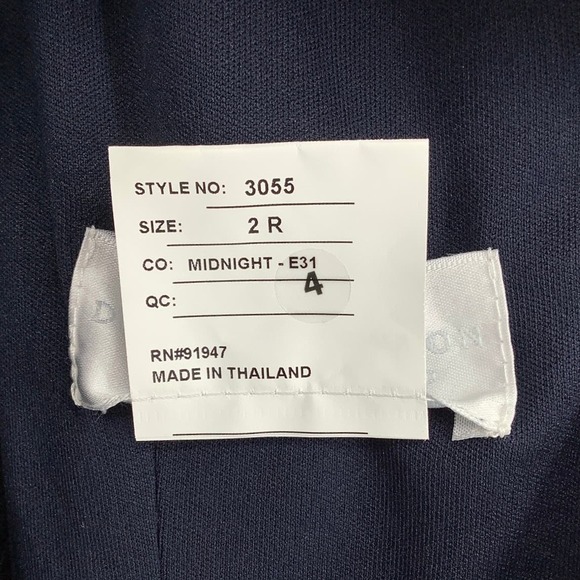 STYLE NO: 3055
SIZE: 2 R
CO: MIDNIGHT - E31
4
QC:
RN#91947
MADE IN THAILAND